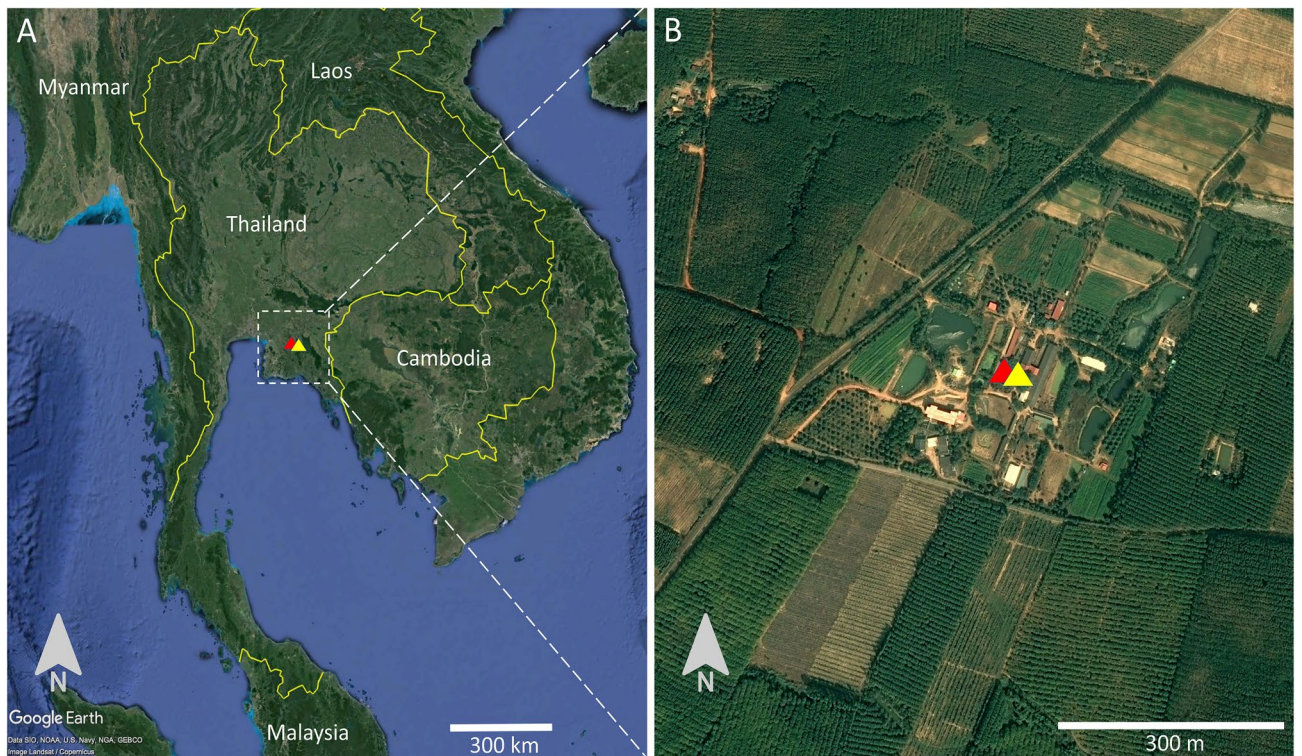 A
Myanmar
Laos
Thailand
Cambodia
N
Google Earth
Data SIO, NOAA, U.S. Navy, NGA, GEBCO
Image Landsat / Copernicus
Malaysia
300 km
B
N
300 m